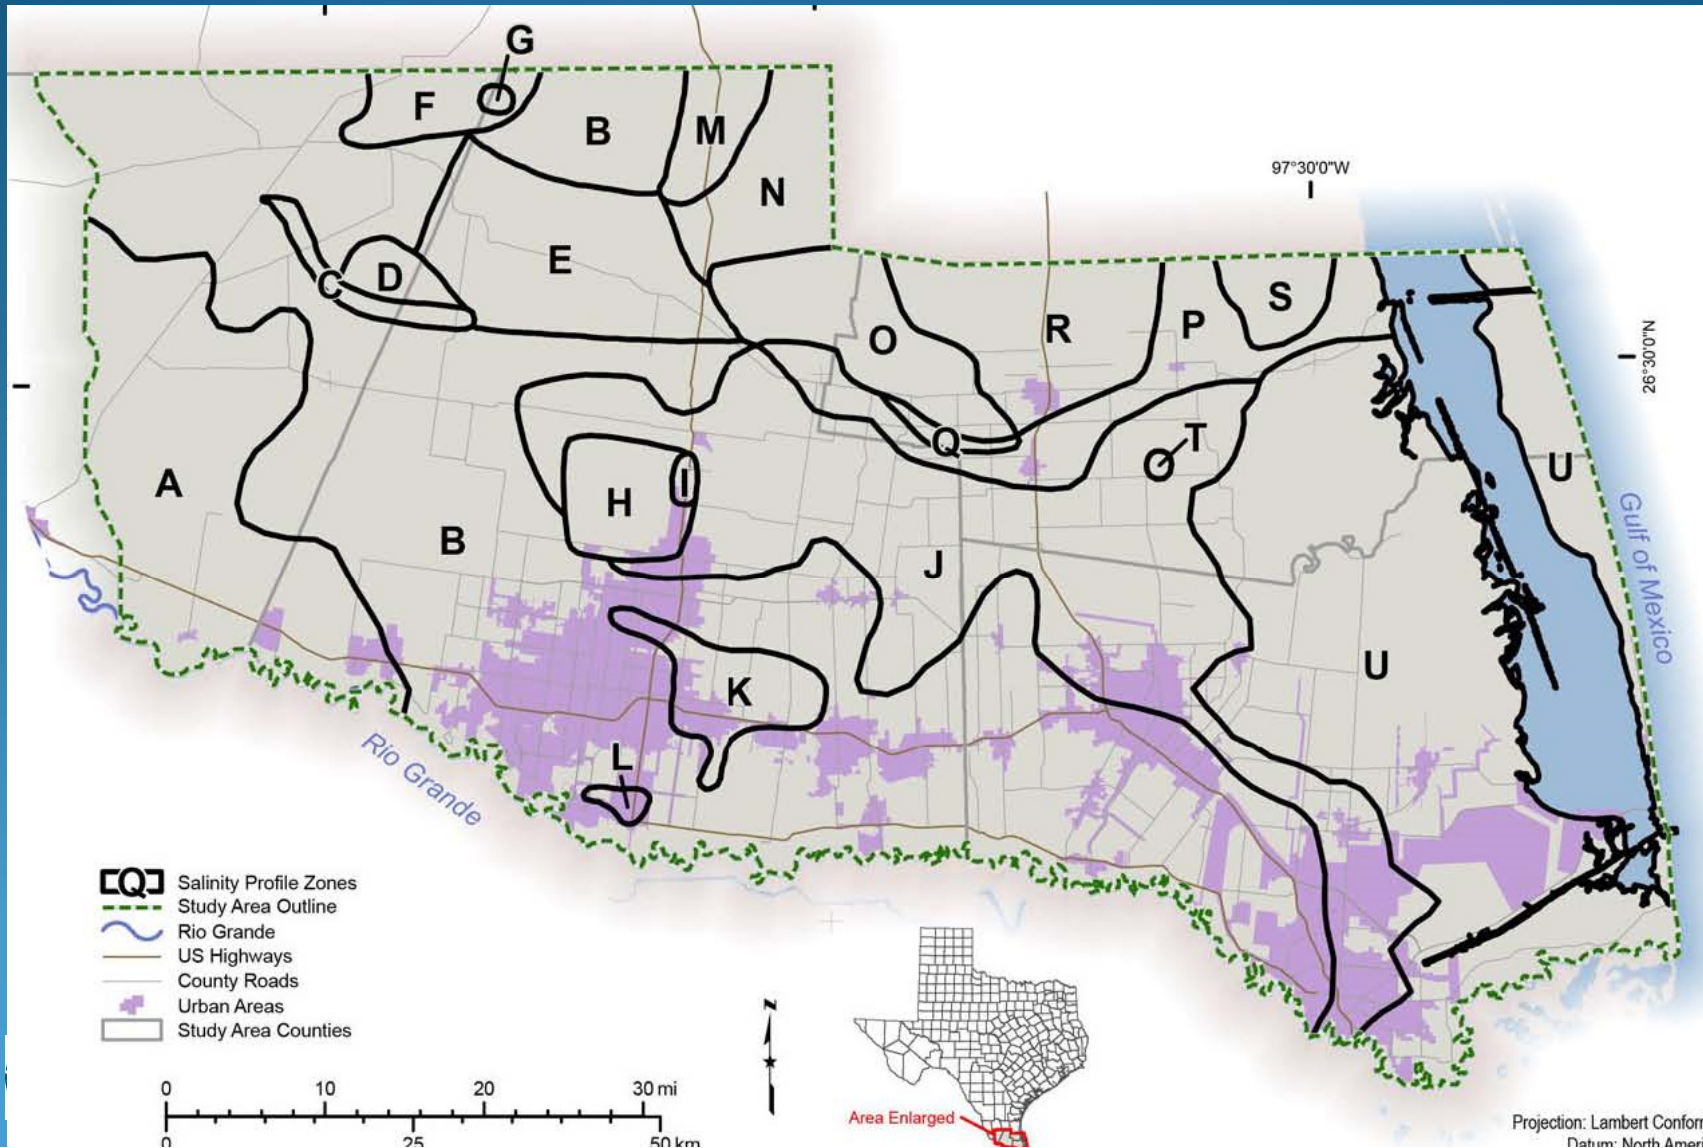 G
F
B
M
N
97°30'0"W
E
C
D
O
R
P
S
26°30'0"N
A
H
I
Q
T
U
B
J
U
Gulf of Mexico
K
L
Rio Grande
Q Salinity Profile Zones
Study Area Outline
Rio Grande
US Highways
County Roads
Urban Areas
Study Area Counties
N
0 10 20 30 mi
0 25 50 km
Area Enlarged
Projection: Lambert Confor
Datum: North Ameri